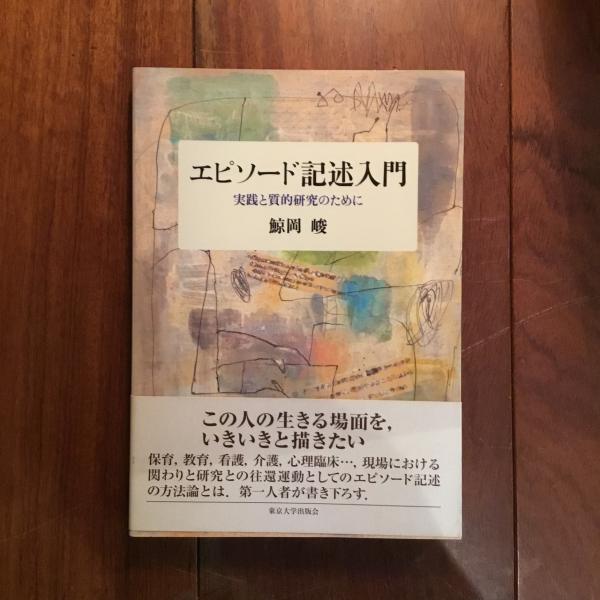 エピソード記述入門
実践と質的研究のために
鯨岡 峻
この人の生きる場面を,
いきいきと描きたい
保育, 教育, 看護, 介護, 心理臨床…, 現場における
関わりと研究との往還運動としてのエピソード記述
の方法論とは. 第一人者が書き下ろす.
東京大学出版会